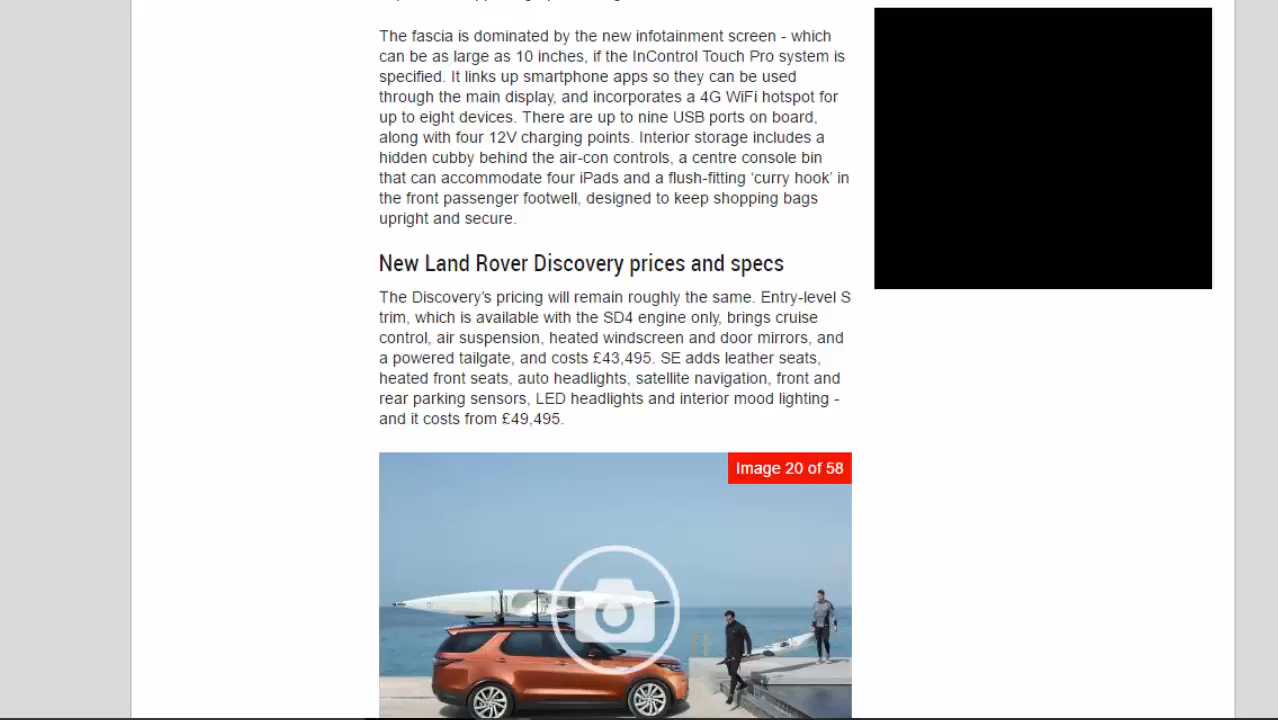 The fascia is dominated by the new infotainment screen - which
can be as large as 10 inches, if the InControl Touch Pro system is
specified. It links up smartphone apps so they can be used
through the main display, and incorporates a 4G WiFi hotspot for
up to eight devices. There are up to nine USB ports on board,
along with four 12V charging points. Interior storage includes a
hidden cubby behind the air-con controls, a centre console bin
that can accommodate four iPads and a flush-fitting ‘curry hook’ in
the front passenger footwell, designed to keep shopping bags
upright and secure.
New Land Rover Discovery prices and specs
The Discovery’s pricing will remain roughly the same. Entry-level S
trim, which is available with the SD4 engine only, brings cruise
control, air suspension, heated windscreen and door mirrors, and
a powered tailgate, and costs £43,495. SE adds leather seats,
heated front seats, auto headlights, satellite navigation, front and
rear parking sensors, LED headlights and interior mood lighting -
and it costs from £49,495.
Image 20 of 58